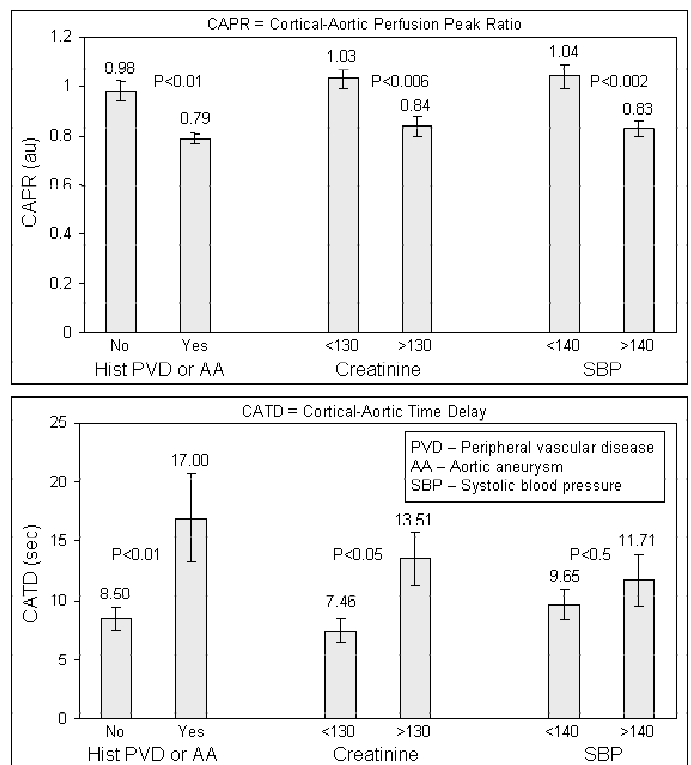 CAPR = Cortical-Aortic Perfusion Peak Ratio
1.2
1
0.8
0.6
0.4
0.2
0
CAPR (au)
0.98
P<0.01
0.79
1.03
P<0.006
0.84
1.04
P<0.002
0.83
No Yes <130 >130 <140 >140
Hist PVD or AA Creatinine SBP
CATD = Cortical-Aortic Time Delay
25
20
15
10
5
0
CATD (sec)
PVD – Peripheral vascular disease
AA – Aortic aneurysm
SBP – Systolic blood pressure
8.50
P<0.01
17.00
7.46
P<0.05
13.51
9.65
P<0.5
11.71
No Yes <130 >130 <140 >140
Hist PVD or AA Creatinine SBP